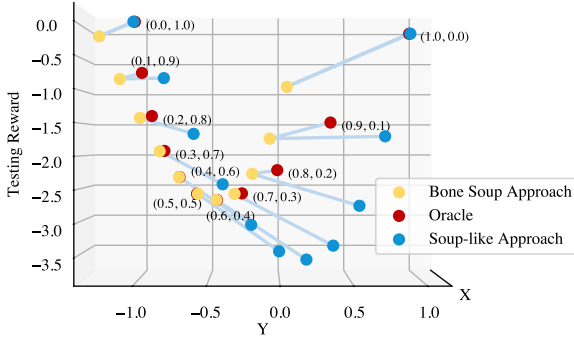 0.0
−0.5
−1.0
−1.5
−2.0
−2.5
−3.0
−3.5
Testing Reward
(0.0, 1.0)
(1.0, 0.0)
(0.1, 0.9)
(0.2, 0.8)
(0.9, 0.1)
(0.3, 0.7)
(0.4, 0.6)
(0.8, 0.2)
(0.5, 0.5)
(0.7, 0.3)
(0.6, 0.4)
Bone Soup Approach
Oracle
Soup-like Approach
X
−1.0 −0.5 0.0 0.5 1.0
Y